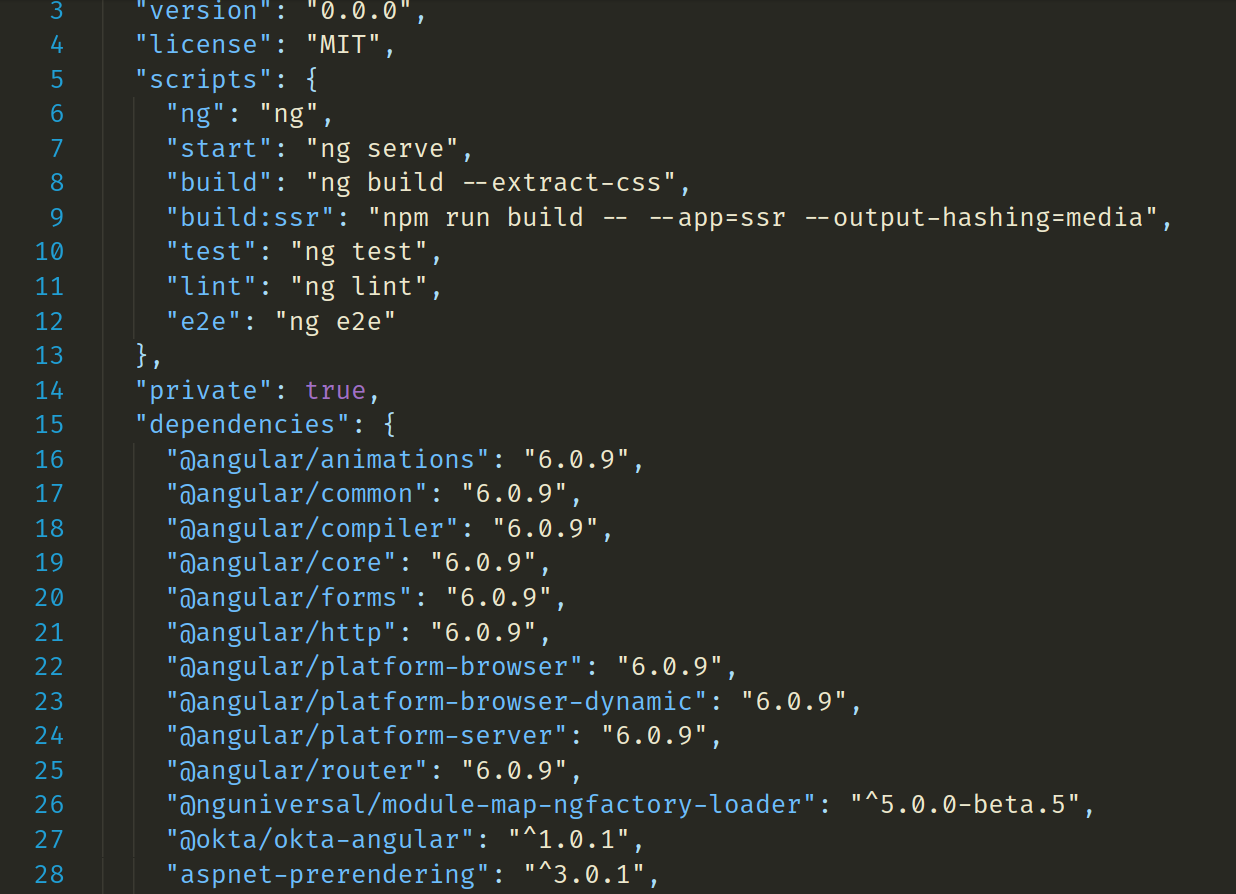 3 "version": "0.0.0",
4 "license": "MIT",
5 "scripts": {
6 "ng": "ng",
7 "start": "ng serve",
8 "build": "ng build --extract-css",
9 "build:ssr": "npm run build -- --app=ssr --output-hashing=media",
10 "test": "ng test",
11 "lint": "ng lint",
12 "e2e": "ng e2e"
13 },
14 "private": true,
15 "dependencies": {
16 "@angular/animations": "6.0.9",
17 "@angular/common": "6.0.9",
18 "@angular/compiler": "6.0.9",
19 "@angular/core": "6.0.9",
20 "@angular/forms": "6.0.9",
21 "@angular/http": "6.0.9",
22 "@angular/platform-browser": "6.0.9",
23 "@angular/platform-browser-dynamic": "6.0.9",
24 "@angular/platform-server": "6.0.9",
25 "@angular/router": "6.0.9",
26 "@nguniversal/module-map-ngfactory-loader": "^5.0.0-beta.5",
27 "@okta/okta-angular": "^1.0.1",
28 "aspnet-prerendering": "^3.0.1",